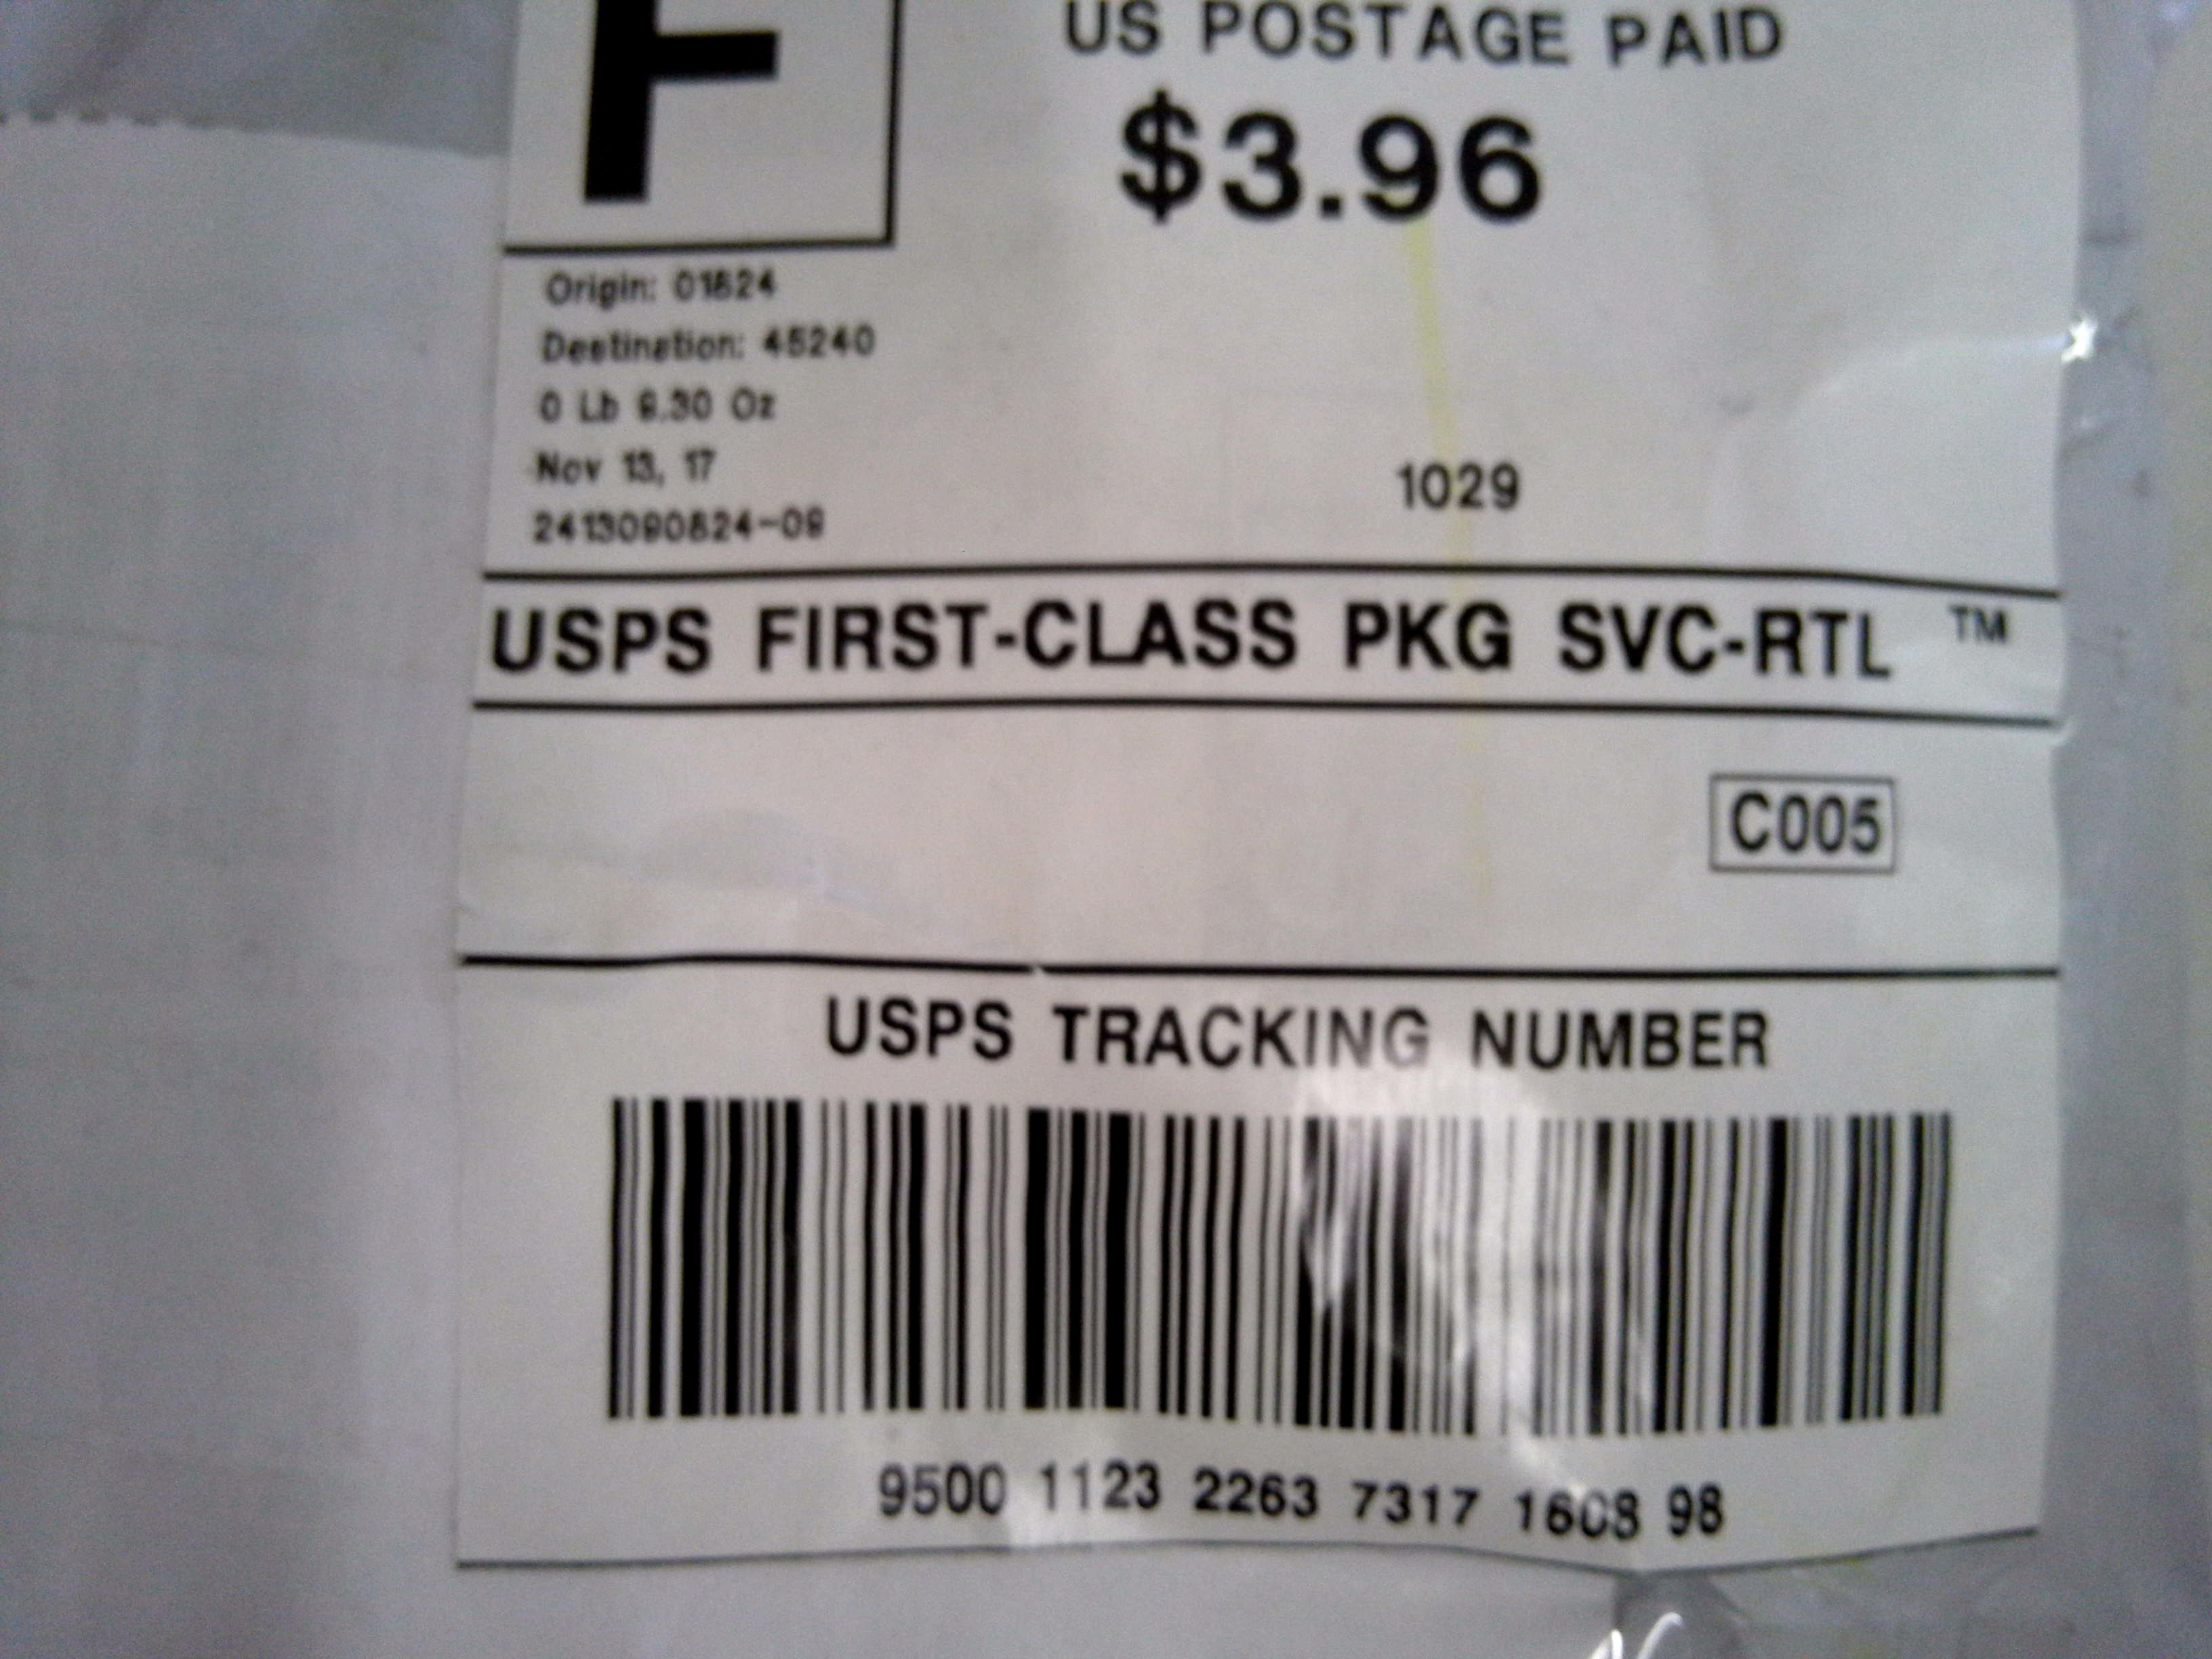 F
US POSTAGE PAID
$3.96
Origin: 01824
Destination: 45240
0 Lb 6.30 Oz
Nov 13, 17
2413090824-09
1029
USPS FIRST-CLASS PKG SVC-RTL ™
C005
USPS TRACKING NUMBER
9500 1123 2263 7317 1608 98